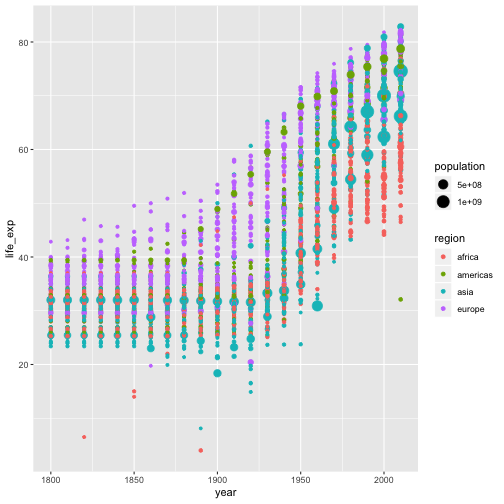 80
60
40
20
life_exp
1800
1850
1900
1950
2000
year
population
5e+08
1e+09
region
africa
americas
asia
europe